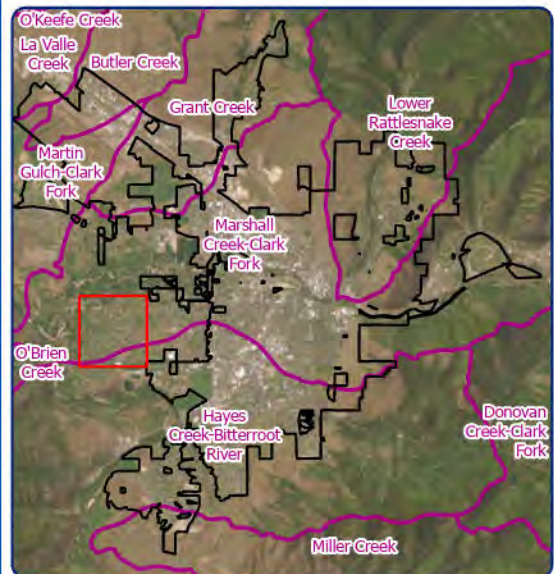 O'Keefe Creek
La Valle
Creek
Butler Creek
Grant Creek
Lower
Rattlesnake
Creek
Martin
Gulch-Clark
Fork
Marshall
Creek-Clark
Fork
O'Brien
Creek
Hayes
Creek-Bitterroot
River
Donovan
Creek-Clark
Fork
Miller Creek